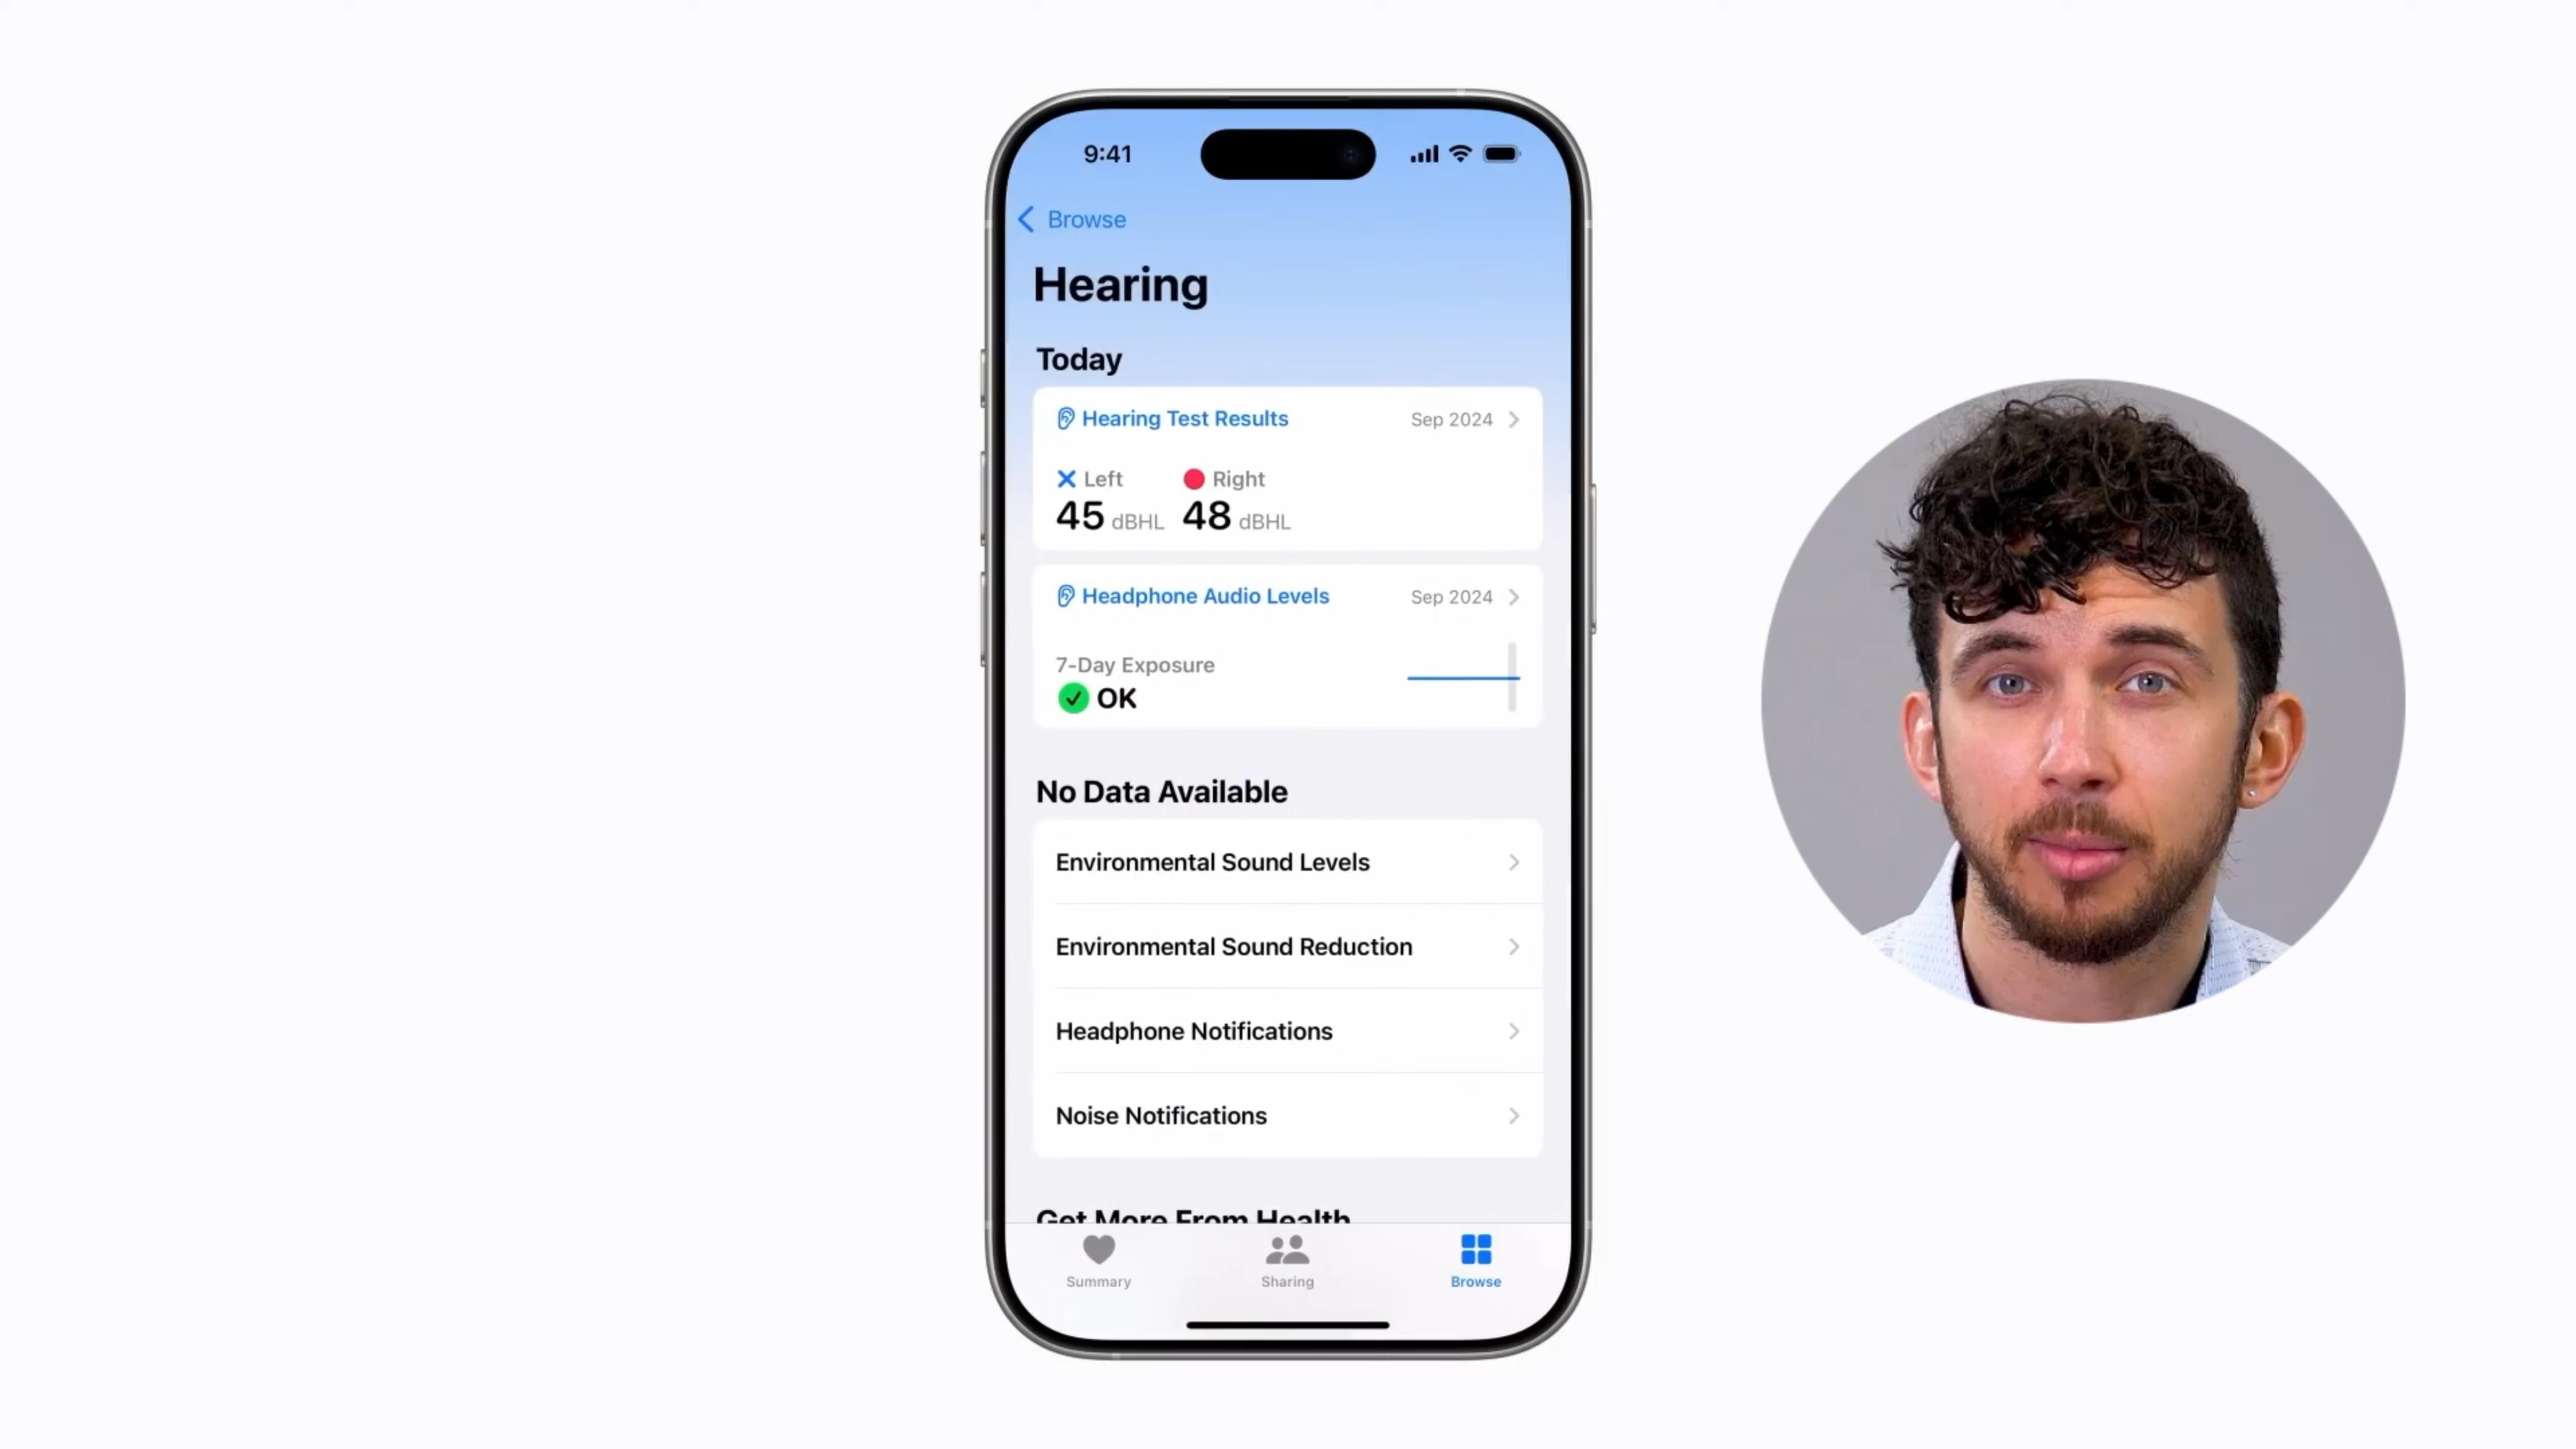 9:41
Browse
Hearing
Today
Hearing Test Results Sep 2024
Left Right
45 dBHL 48 dBHL
Headphone Audio Levels Sep 2024
7-Day Exposure
OK
No Data Available
Environmental Sound Levels
Environmental Sound Reduction
Headphone Notifications
Noise Notifications
Get More From Health
Summary Sharing Browse